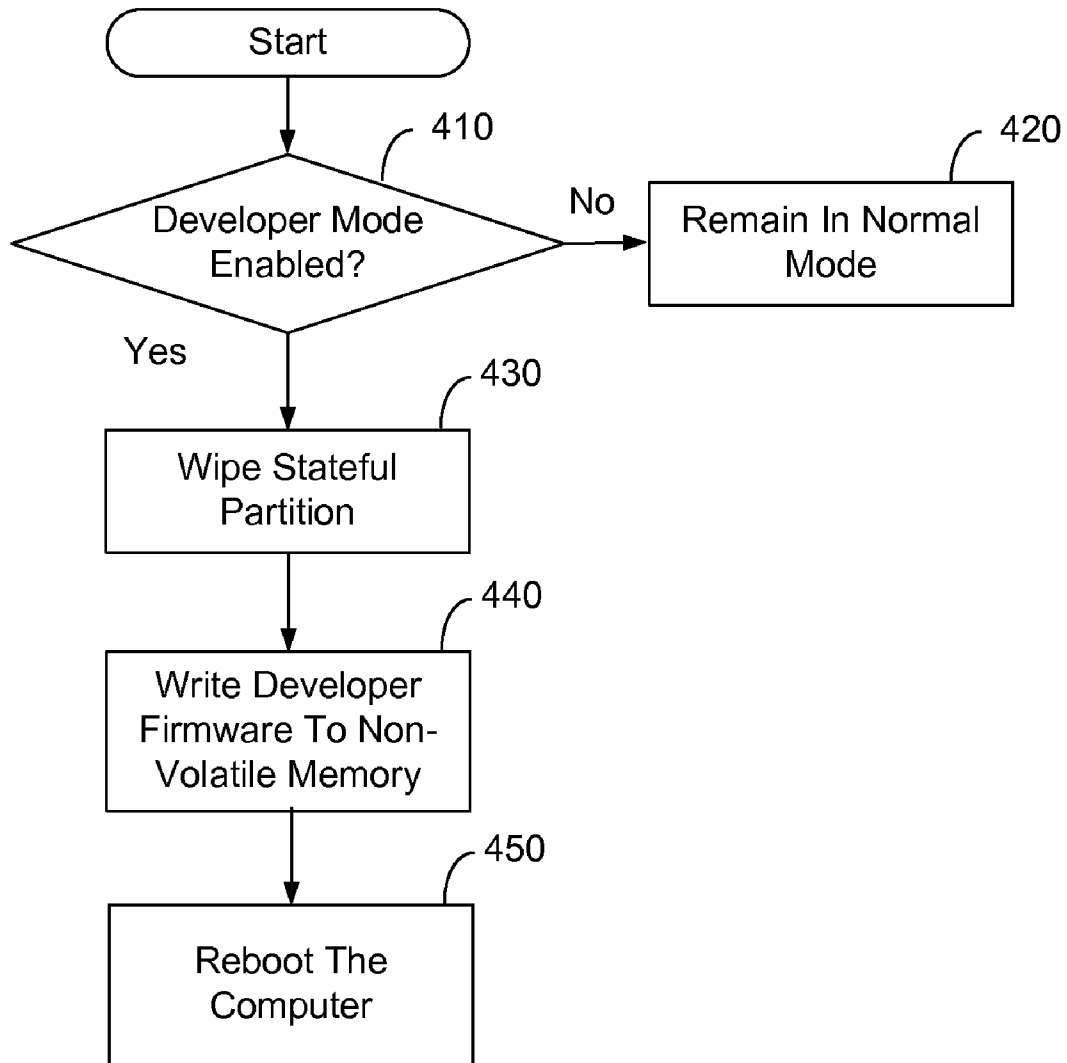 Start
410
Developer Mode
Enabled?
No
420
Remain In Normal
Mode
Yes
430
Wipe Stateful
Partition
440
Write Developer
Firmware To Non-
Volatile Memory
450
Reboot The
Computer